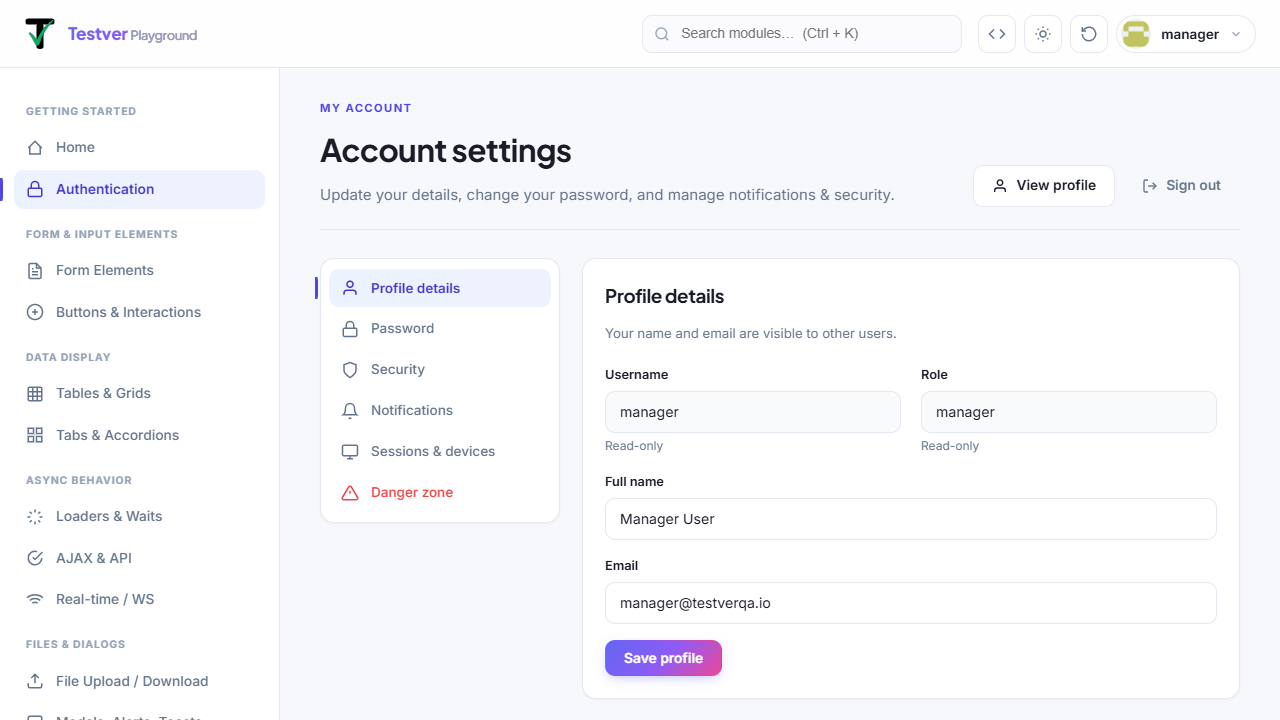 Testver Playground
Search modules... (Ctrl + K)
manager
GETTING STARTED
Home
Authentication
FORM & INPUT ELEMENTS
Form Elements
Buttons & Interactions
DATA DISPLAY
Tables & Grids
Tabs & Accordions
ASYNC BEHAVIOR
Loaders & Waits
AJAX & API
Real-time / WS
FILES & DIALOGS
File Upload / Download
Modals, Alerts, Toasts
MY ACCOUNT
Account settings
Update your details, change your password, and manage notifications & security.
View profile
Sign out
Profile details
Password
Security
Notifications
Sessions & devices
Danger zone
Profile details
Your name and email are visible to other users.
Username
Role
manager
manager
Read-only
Read-only
Full name
Manager User
Email
manager@testverqa.io
Save profile